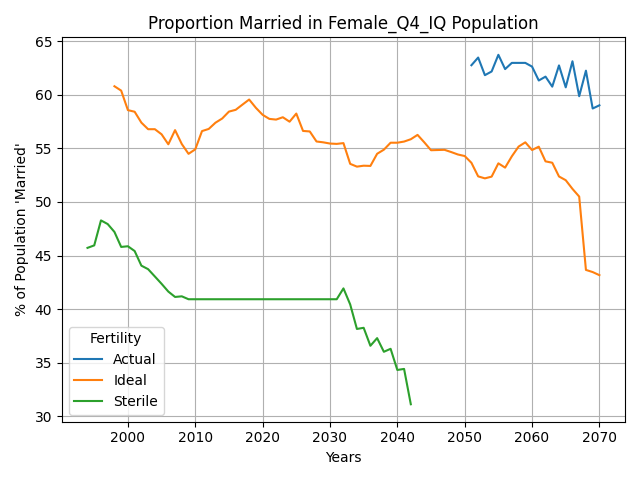 Proportion Married in Female_Q4_IQ Population
% of Population 'Married'
65
60
55
50
45
40
35
30
Fertility
Actual
Ideal
Sterile
2000 2010 2020 2030 2040 2050 2060 2070
Years